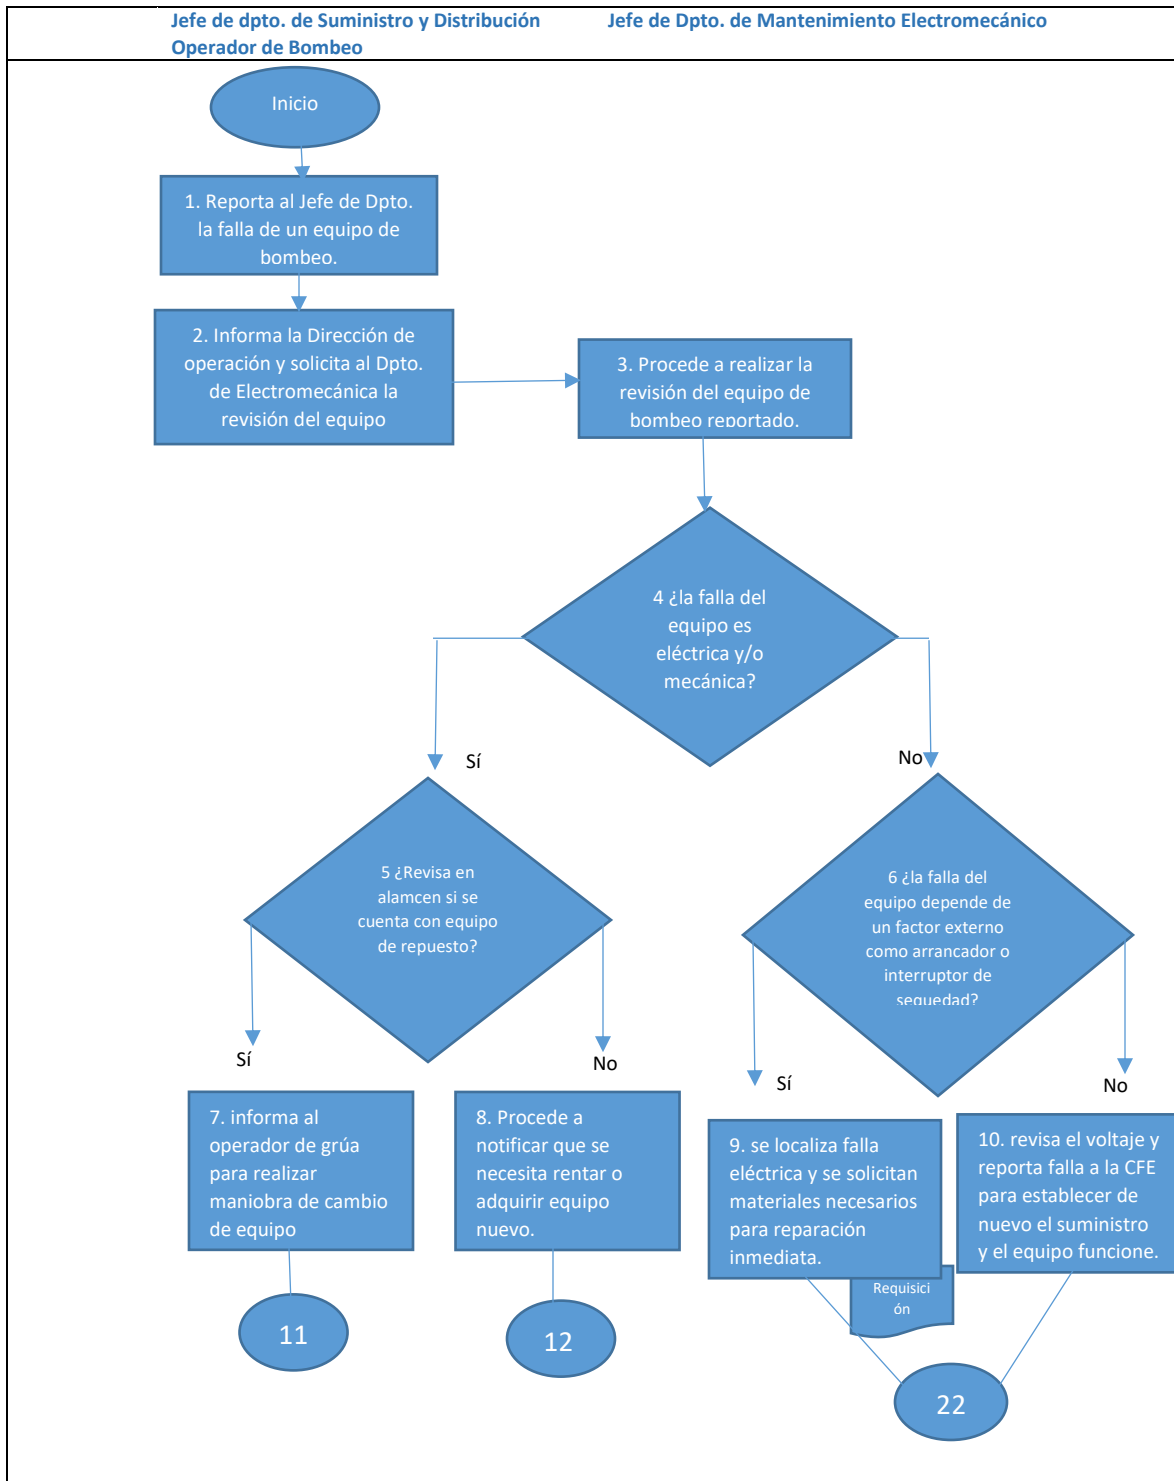 Jefe de dpto. de Suministro y Distribución
Operador de Bombeo
Jefe de Dpto. de Mantenimiento Electromecánico
Inicio
1. Reporta al Jefe de Dpto.
la falla de un equipo de
bombeo.
2. Informa la Dirección de
operación y solicita al Dpto.
de Electromecánica la
revisión del equipo
3. Procede a realizar la
revisión del equipo de
bombeo reportado.
4 ¿la falla del
equipo es
eléctrica y/o
mecánica?
Sí
No
5 ¿Revisa en
alamcen si se
cuenta con equipo
de repuesto?
6 ¿la falla del
equipo depende de
un factor externo
como arrancador o
interruptor de
sequedad?
Sí
No
Sí
No
7. informa al
operador de grúa
para realizar
maniobra de cambio
de equipo
8. Procede a
notificar que se
necesita rentar o
adquirir equipo
nuevo.
9. se localiza falla
eléctrica y se solicitan
materiales necesarios
para reparación
inmediata.
10. revisa el voltaje y
reporta falla a la CFE
para establecer de
nuevo el suministro
y el equipo funcione.
Requisici
ón
11
12
22